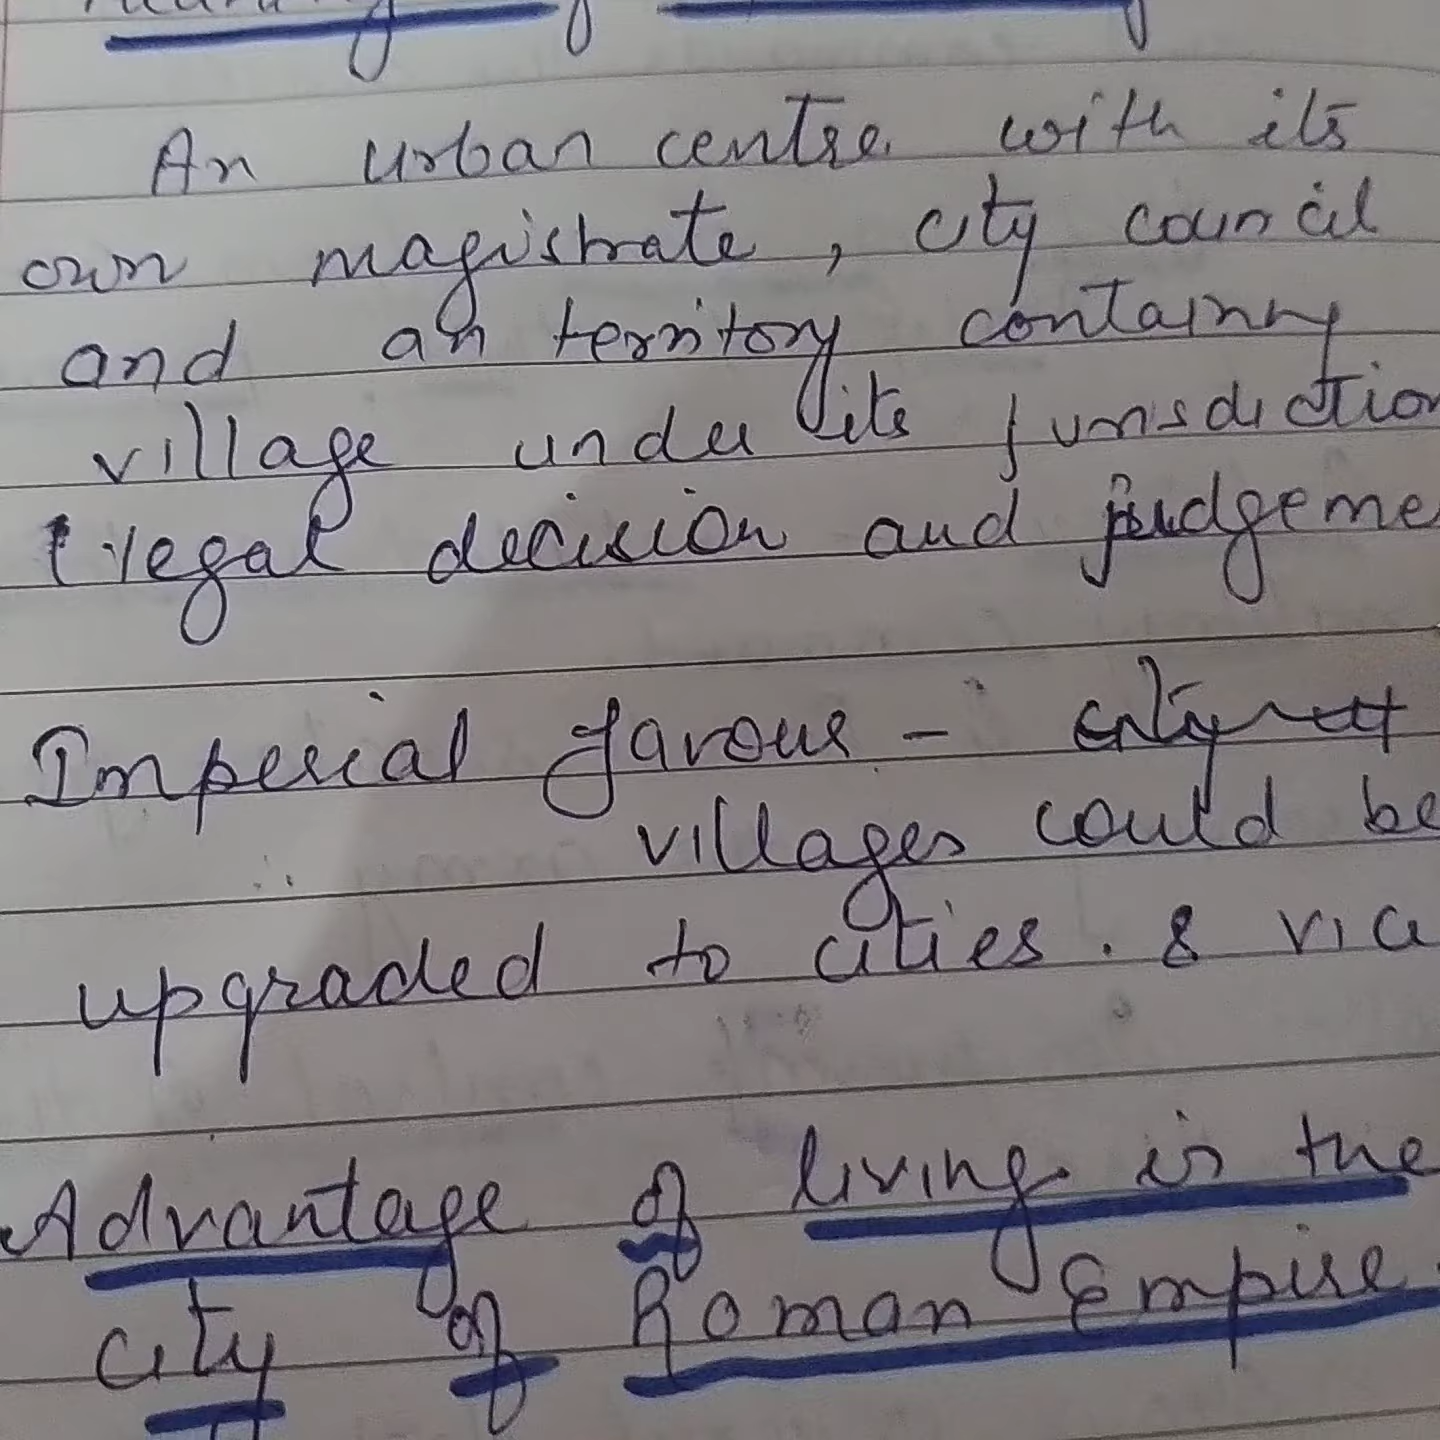 An urban centre with its
own magistrate, city council
and an territory containing
village under its jurisdiction
legal decision and judgeme
Imperial favour -
villages could be
upgraded to cities. & vice
Advantage of living in the
city of Roman Empire.